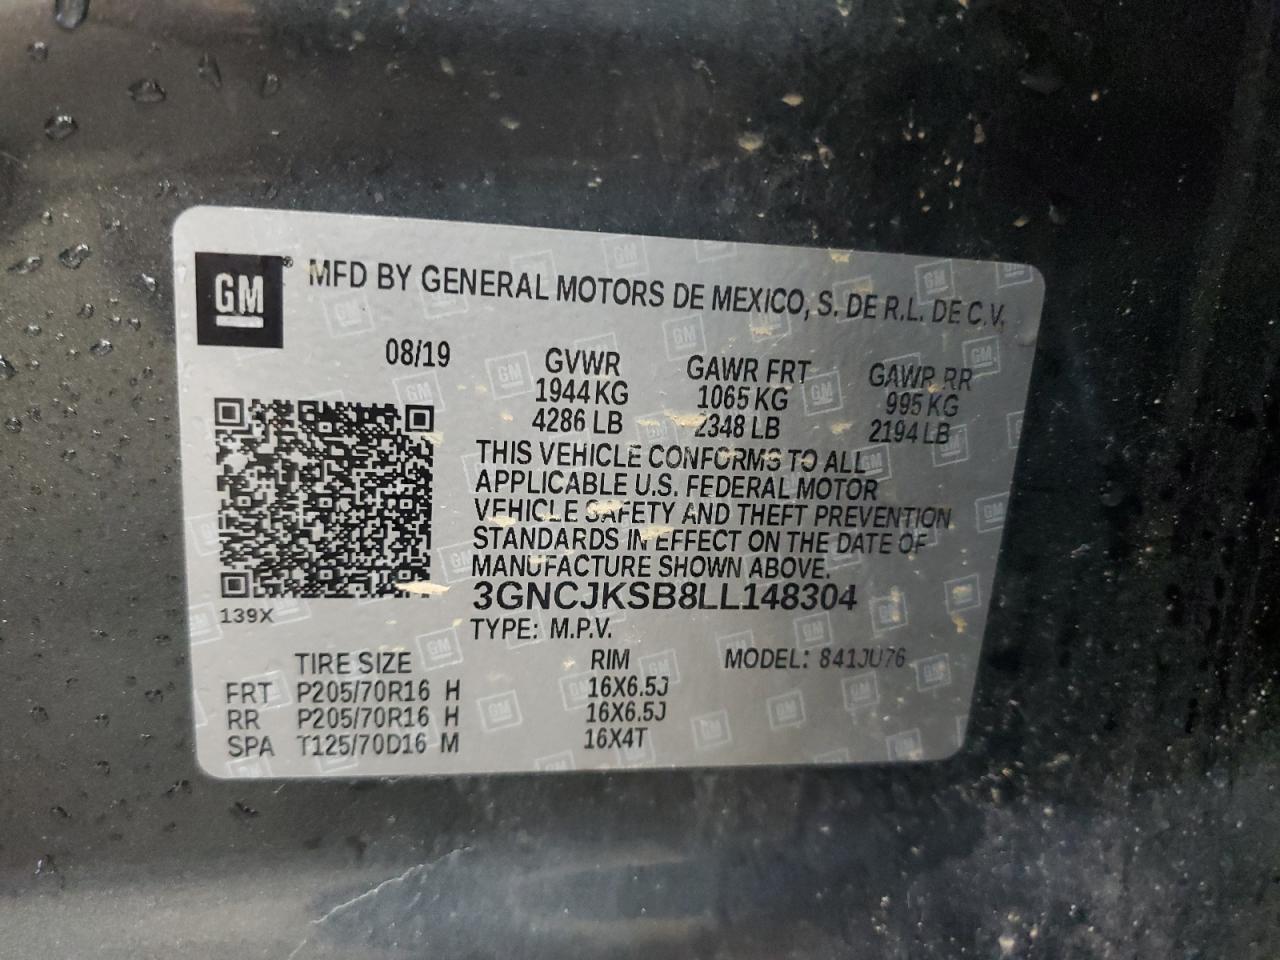 GM® MFD BY GENERAL MOTORS DE MEXICO, S. DE R.L. DE C.V.
08/19 GVWR GAWR FRT GAWR RR
1944 KG 1065 KG 995 KG
4286 LB 2348 LB 2194 LB
THIS VEHICLE CONFORMS TO ALL
APPLICABLE U.S. FEDERAL MOTOR
VEHICLE SAFETY AND THEFT PREVENTION
STANDARDS IN EFFECT ON THE DATE OF
MANUFACTURE SHOWN ABOVE.
3GNCJKSB8LL148304
139X
TYPE: M.P.V.
TIRE SIZE RIM MODEL: 841JU76
FRT P205/70R16 H 16X6.5J
RR P205/70R16 H 16X6.5J
SPA T125/70D16 M 16X4T